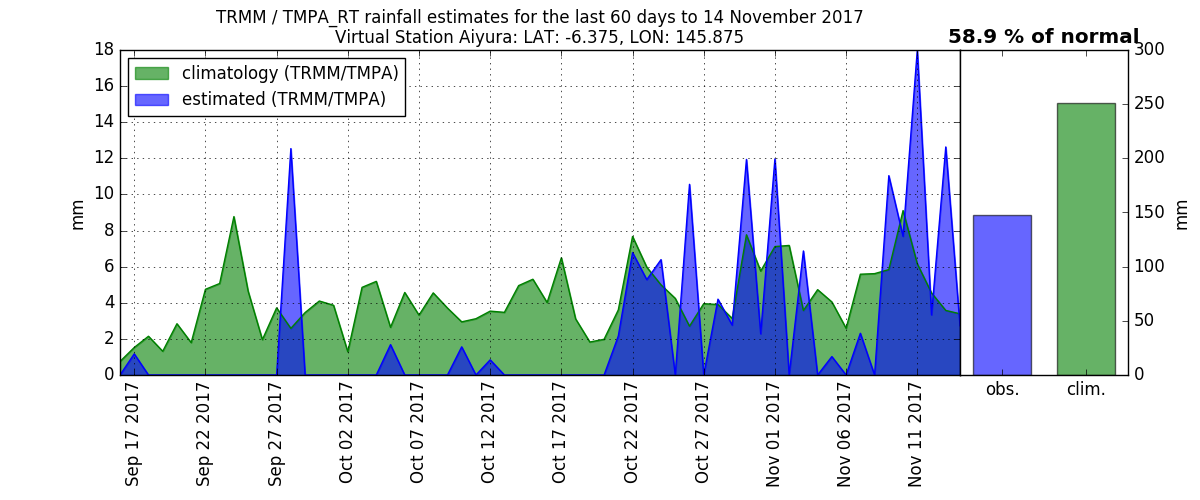 TRMM / TMPA_RT rainfall estimates for the last 60 days to 14 November 2017
Virtual Station Aiyura: LAT: -6.375, LON: 145.875
58.9 % of normal
climatology (TRMM/TMPA)
estimated (TRMM/TMPA)
18
16
14
12
10
8
6
4
2
0
mm
300
250
200
150
100
50
0
mm
Sep 17 2017
Sep 22 2017
Sep 27 2017
Oct 02 2017
Oct 07 2017
Oct 12 2017
Oct 17 2017
Oct 22 2017
Oct 27 2017
Nov 01 2017
Nov 06 2017
Nov 11 2017
obs.
clim.